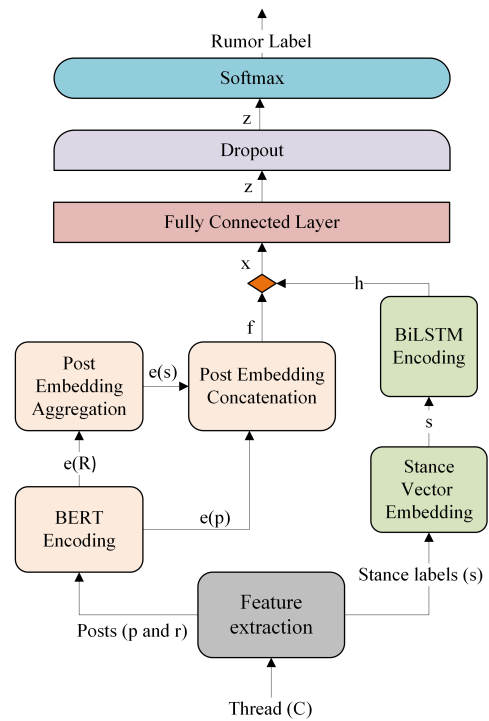 Rumor Label
Softmax
z
Dropout
z
Fully Connected Layer
x
h
f
BiLSTM
Encoding
Post
Embedding
Aggregation
e(s)
Post Embedding
Concatenation
s
e(R)
Stance
Vector
Embedding
BERT
Encoding
e(p)
Stance labels (s)
Feature
extraction
Posts (p and r)
Thread (C)